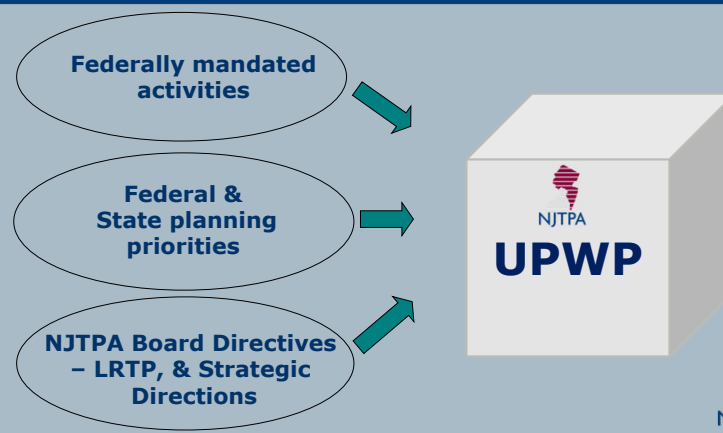 Federally mandated
activities
Federal &
State planning
priorities
NJTPA Board Directives
– LRTP, & Strategic
Directions
NJTPA
UPWP
N